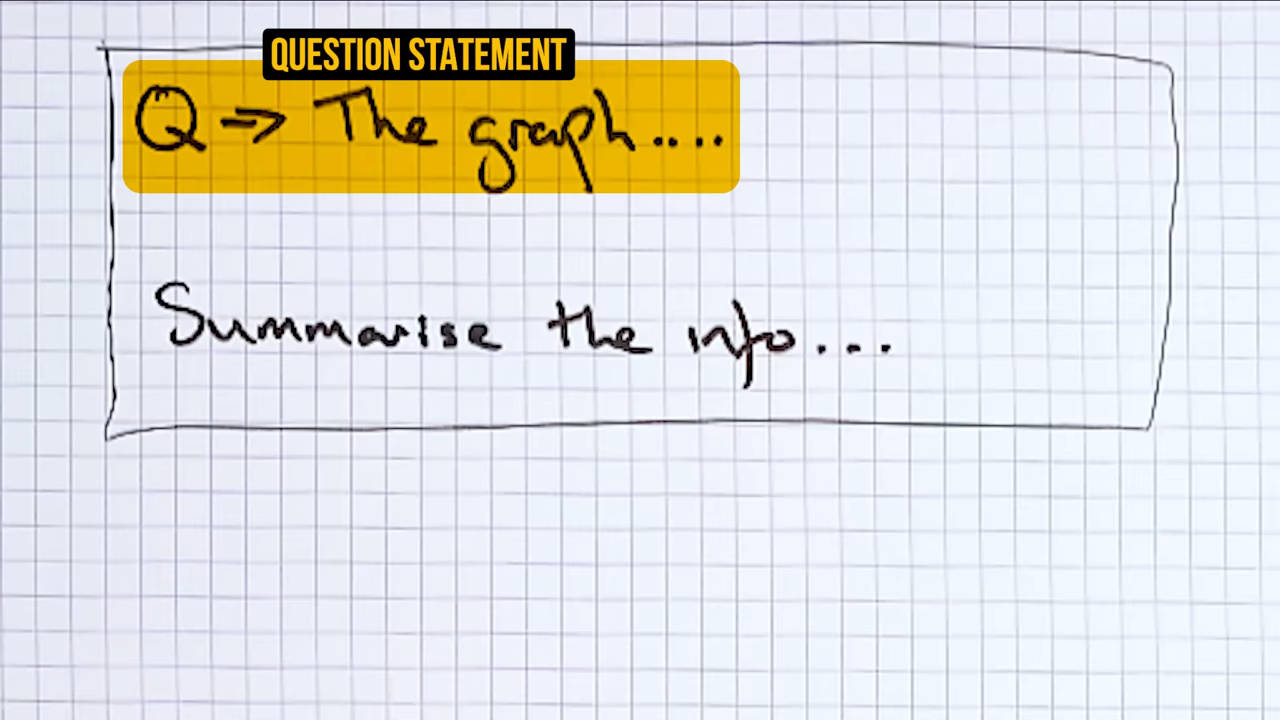 QUESTION STATEMENT
Q => The graph....
Summarise the info...